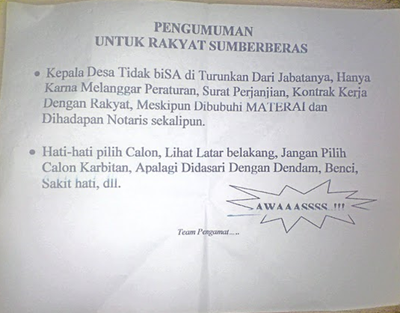 PENGUMUMAN
UNTUK RAKYAT SUMBERBERAS
• Kepala Desa Tidak biSA di Turunkan Dari Jabatanya, Hanya
Karna Melanggar Peraturan, Surat Perjanjian, Kontrak Kerja
Dengan Rakyat, Meskipun Dibubuhi MATERAI dan
Dihadapan Notaris sekalipun.
• Hati-hati pilih Calon, Lihat Latar belakang, Jangan Pilih
Calon Karbitan, Apalagi Didasari Dengan Dendam, Benci,
Sakit hati, dll.
AWAAASSSS !!!
Team Pengamat....